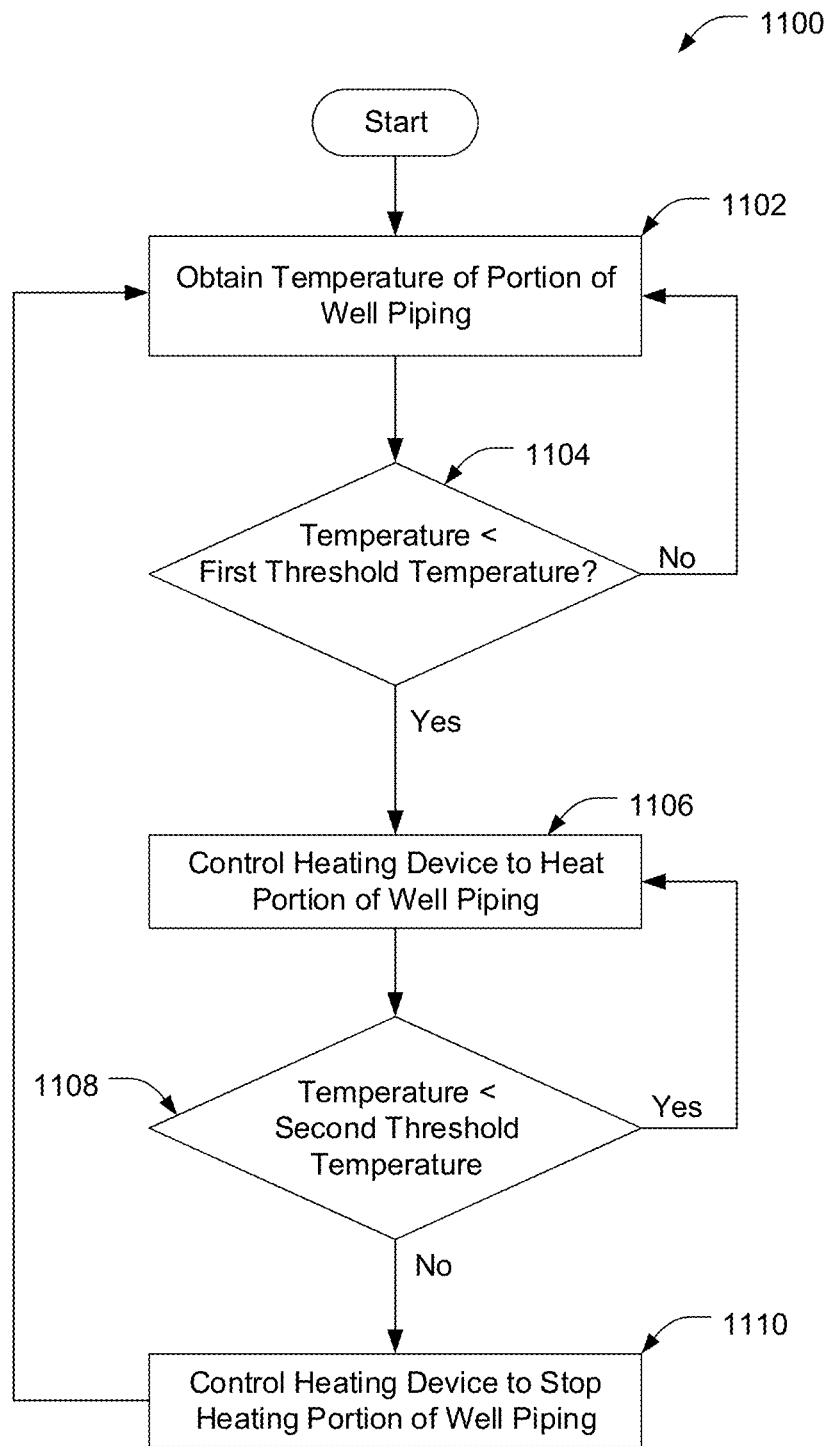 1100
Start
1102
Obtain Temperature of Portion of
Well Piping
1104
Temperature <
First Threshold Temperature?
No
Yes
1106
Control Heating Device to Heat
Portion of Well Piping
1108
Temperature <
Second Threshold
Temperature
Yes
No
1110
Control Heating Device to Stop
Heating Portion of Well Piping